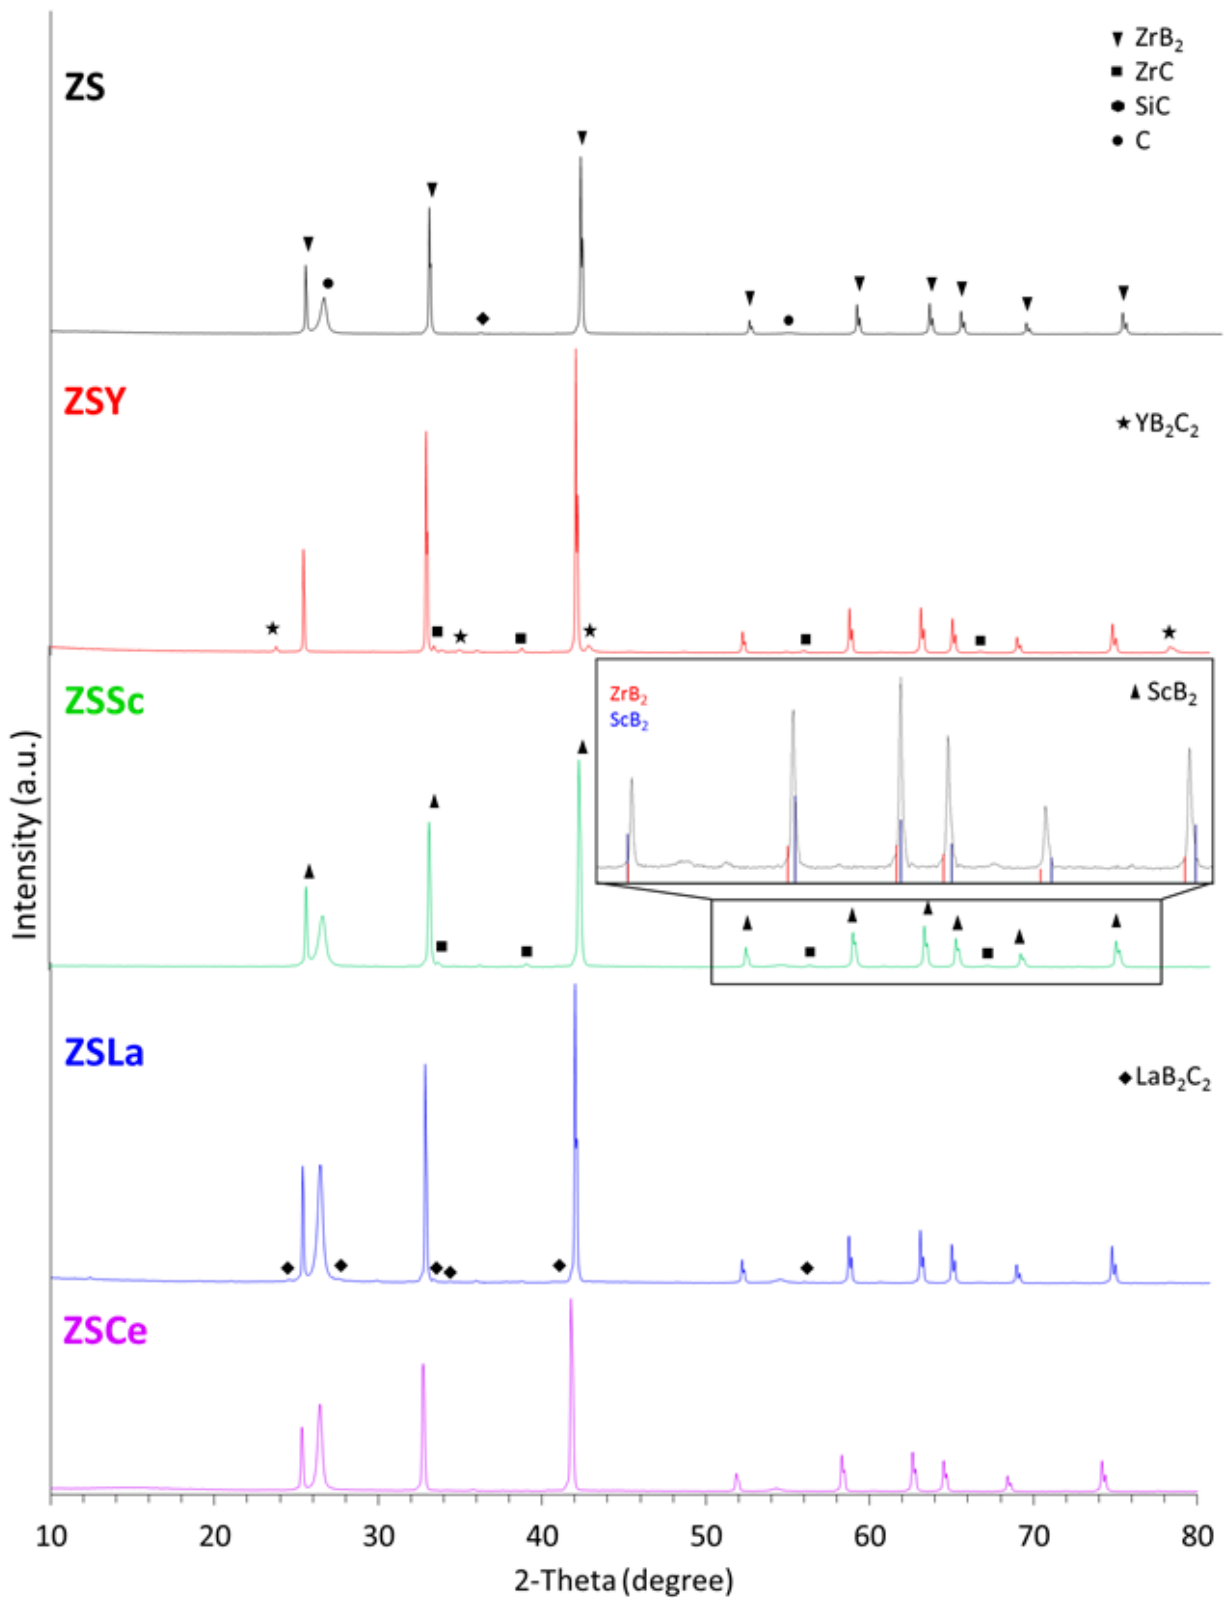 ZS
▼ ZrB₂
■ ZrC
⬢ SiC
● C
ZSY
★ YB₂C₂
ZSSc
ZrB₂
ScB₂
▲ ScB₂
ZSLa
◆ LaB₂C₂
ZSCe
Intensity (a.u.)
10 20 30 40 50 60 70 80
2-Theta (degree)